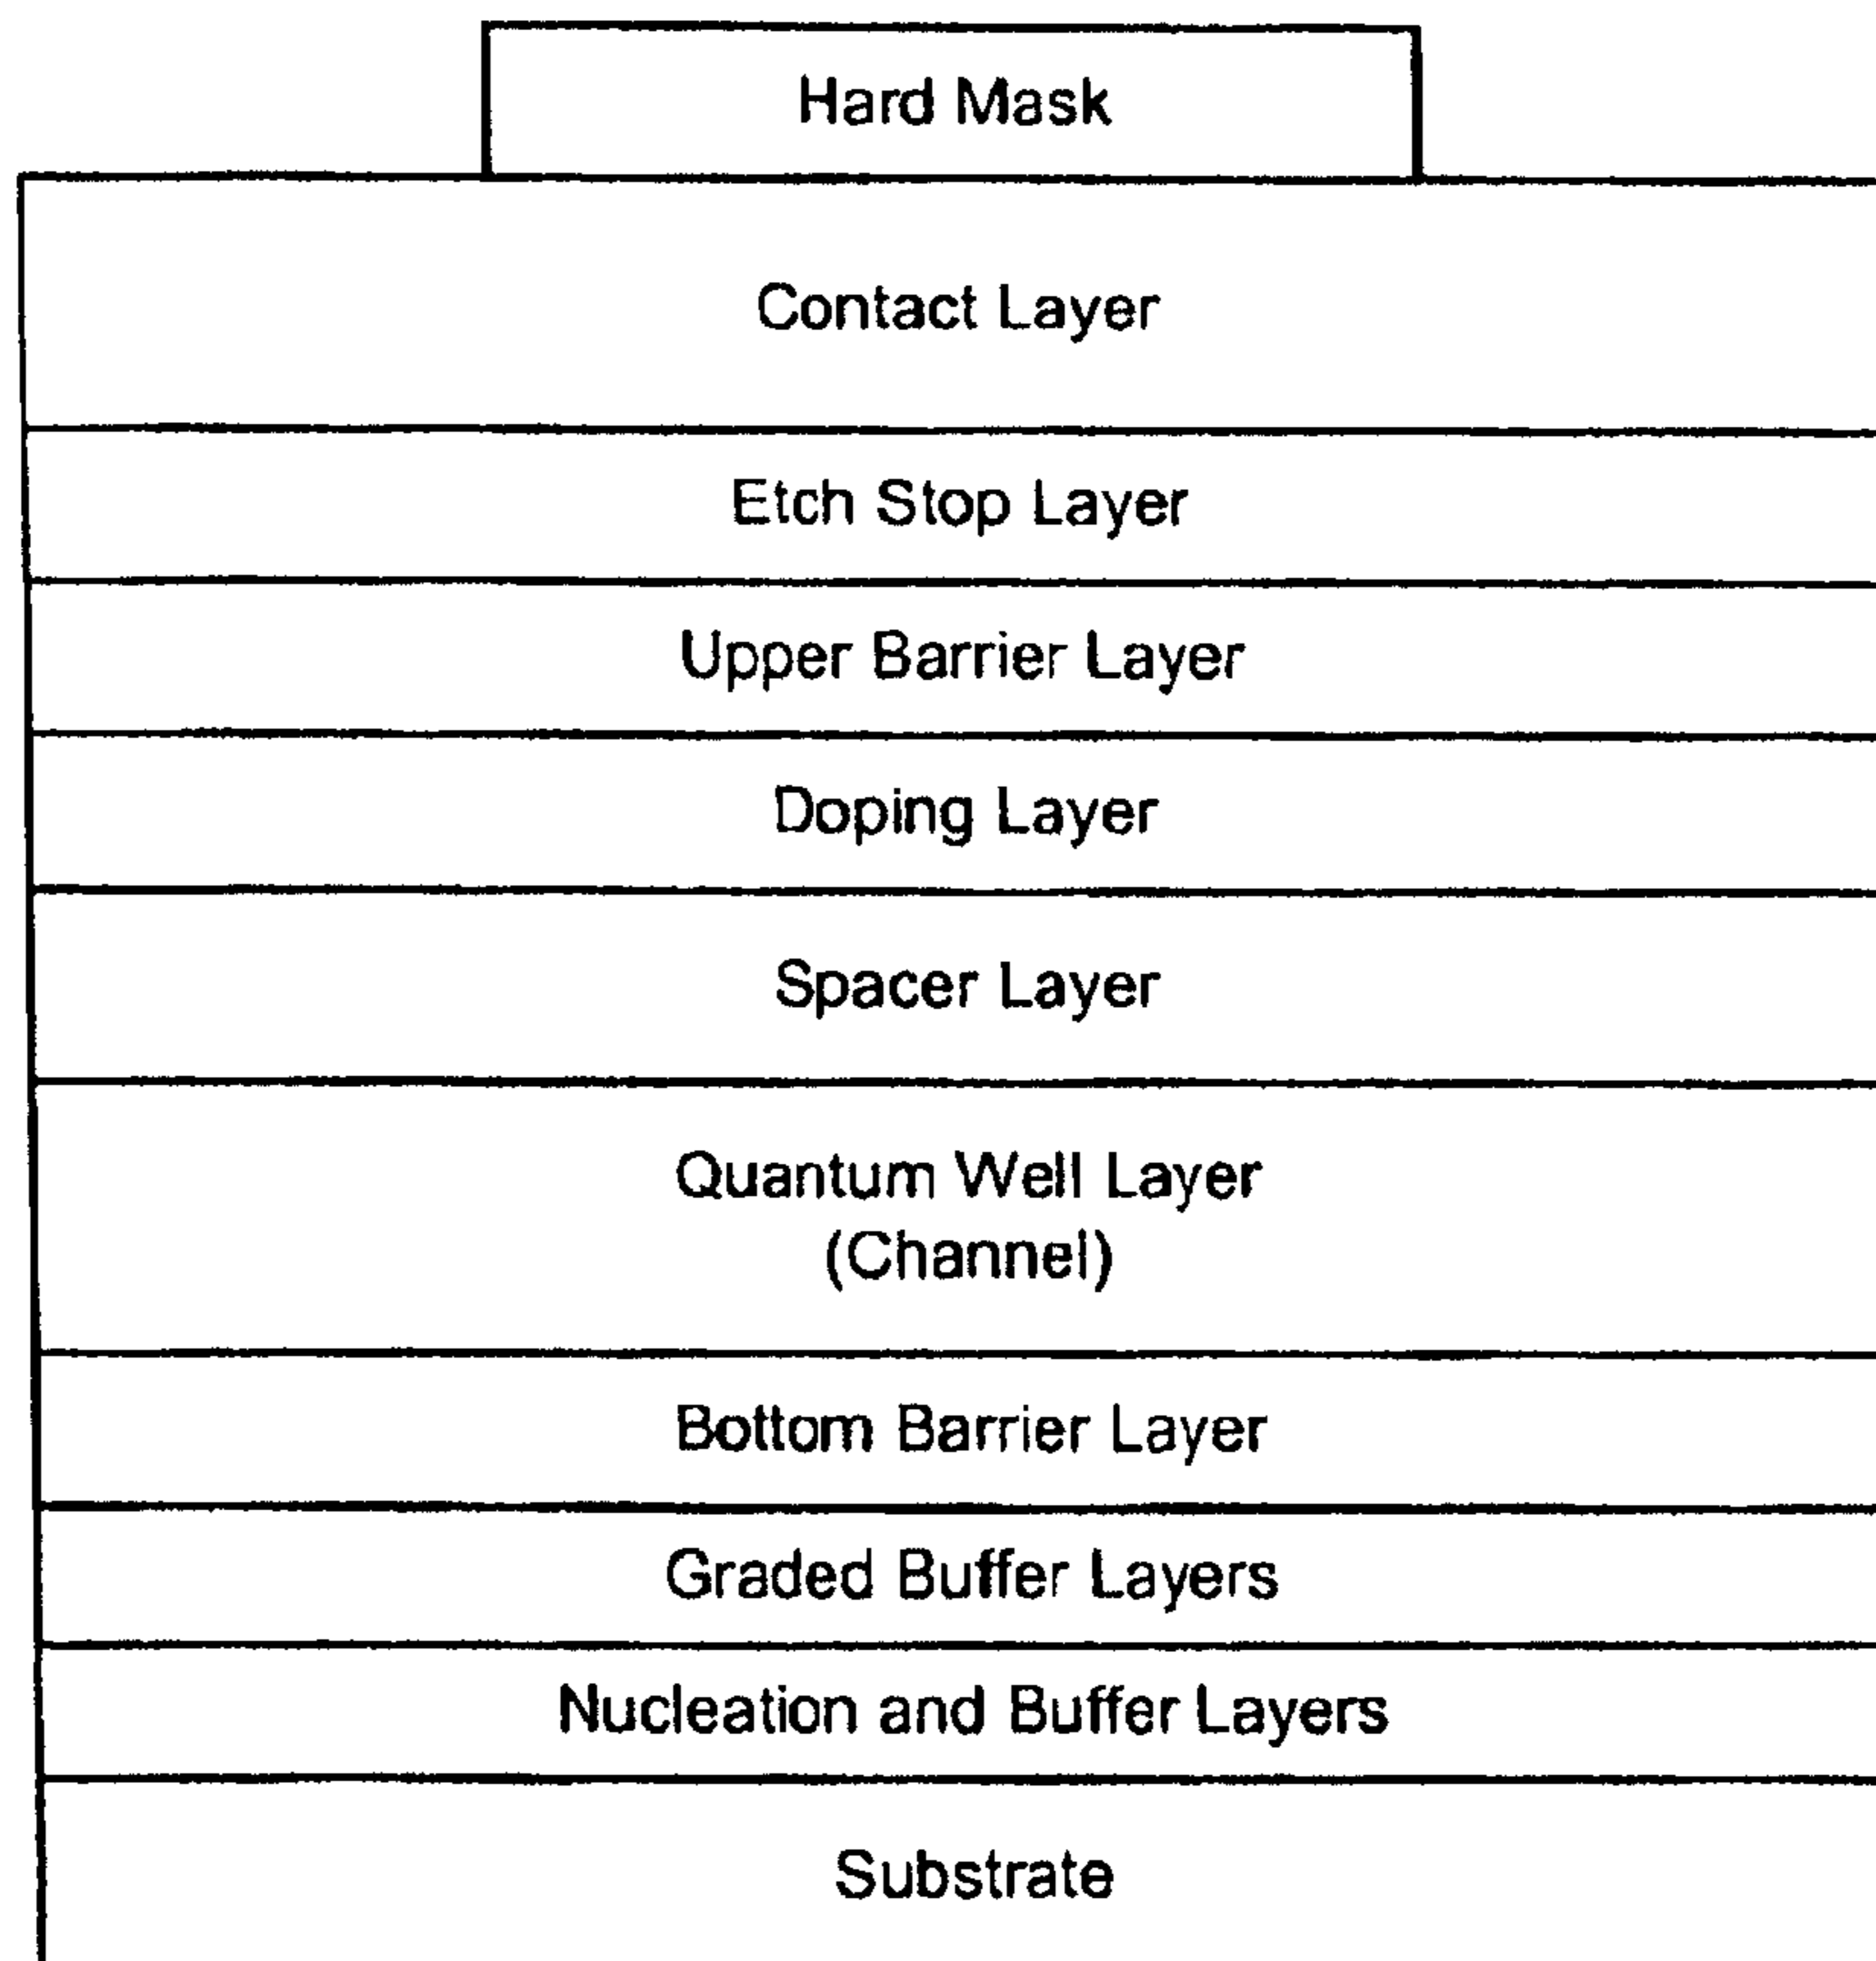 Hard Mask
Contact Layer
Etch Stop Layer
Upper Barrier Layer
Doping Layer
Spacer Layer
Quantum Well Layer
(Channel)
Bottom Barrier Layer
Graded Buffer Layers
Nucleation and Buffer Layers
Substrate